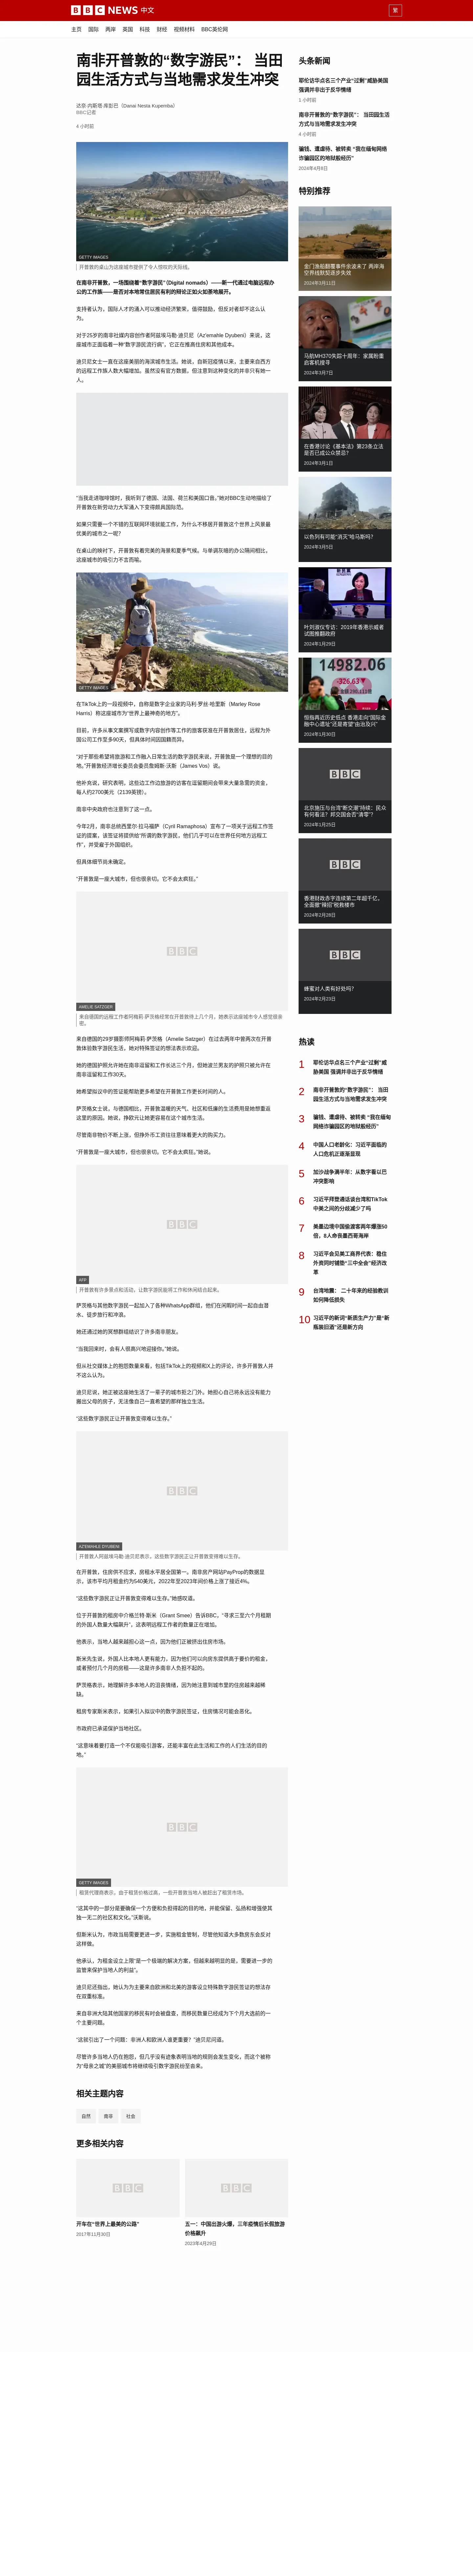 BBC NEWS 中文
繁
主页 国际 两岸 英国 科技 财经 视频材料 BBC英伦网
南非开普敦的“数字游民”： 当田
园生活方式与当地需求发生冲突
达奈·内斯塔·库彭巴（Danai Nesta Kupemba）
BBC记者
4 小时前
GETTY IMAGES
开普敦的桌山为这座城市提供了令人惊叹的天际线。
在南非开普敦，一场围绕着“数字游民”（Digital nomads）——新一代通过电脑远程办
公的工作族——是否对本地常住居民有利的辩论正如火如荼地展开。
支持者认为，国际人才的涌入可以推动经济繁荣，值得鼓励，但反对者却不这么认
为。
对于25岁的南非社媒内容创作者阿兹埃马勒·迪贝尼（Az'emahle Dyubeni）来说，这
座城市正面临着一种“数字游民流行病”，它正在推高住房和其他成本。
迪贝尼女士一直在这座美丽的海滨城市生活。她说，自新冠疫情以来，主要来自西方
的远程工作族人数大幅增加。虽然没有官方数据，但注意到这种变化的并非只有她一
人。
“当我走进咖啡馆时，我听到了德国、法国、荷兰和美国口音。”她对BBC生动地描绘了
开普敦在新劳动力大军涌入下变得颇具国际范。
如果只需要一个不错的互联网环境就能工作，为什么不移居开普敦这个世界上风景最
优美的城市之一呢？
在桌山的映衬下，开普敦有着完美的海景和夏季气候。与单调灰暗的办公隔间相比，
这座城市的吸引力不言而喻。
GETTY IMAGES
在TikTok上的一段视频中，自称是数字企业家的马利·罗丝·哈里斯（Marley Rose
Harris）称这座城市为“世界上最神奇的地方”。
目前，许多从事文案撰写或数字内容创作等工作的旅客获准在开普敦居住，远程为外
国公司工作至多90天，但具体时间因国籍而异。
“对于那些希望将旅游和工作融入日常生活的数字游民来说，开普敦是一个理想的目的
地。”开普敦经济增长委员会委员詹姆斯·沃斯（James Vos）说。
他补充说，研究表明，这些边工作边旅游的访客在逗留期间会带来大量急需的资金，
每人约2700美元（2139英镑）。
南非中央政府也注意到了这一点。
今年2月，南非总统西里尔·拉马福萨（Cyril Ramaphosa）宣布了一项关于远程工作签
证的提案，该签证将提供给“所谓的数字游民，他们几乎可以在世界任何地方远程工
作”，并受雇于外国组织。
但具体细节尚未确定。
“开普敦是一座大城市，但也很亲切。它不会太疯狂。”
BBC
AMELIE SATZGER
来自德国的远程工作者阿梅莉·萨茨格经常在开普敦待上几个月，她表示这座城市令人感觉很亲
密。
来自德国的29岁摄影师阿梅莉·萨茨格（Amelie Satzger）在过去两年中曾两次在开普
敦体验数字游民生活，她对特殊签证的想法表示欢迎。
她的德国护照允许她在南非逗留和工作长达三个月，但她波兰男友的护照只被允许在
南非逗留和工作30天。
她希望拟议中的签证能帮助更多希望在开普敦工作更长时间的人。
萨茨格女士说，与德国相比，开普敦温暖的天气、社区和低廉的生活费用是她想重返
这里的原因。她说，挣欧元让她更容易在这个城市生活。
尽管南非物价不断上涨，但挣外币工资往往意味着更大的购买力。
“开普敦是一座大城市，但也很亲切。它不会太疯狂。”她说。
BBC
AFP
开普敦有许多景点和活动，让数字游民能将工作和休闲结合起来。
萨茨格与其他数字游民一起加入了各种WhatsApp群组，他们在闲暇时间一起自由潜
水、徒步旅行和冲浪。
她还通过她的冥想群组结识了许多南非朋友。
“当我回来时，会有人很高兴地迎接你。”她说。
但从社交媒体上的抱怨数量来看，包括TikTok上的视频和X上的评论，许多开普敦人并
不这么认为。
迪贝尼说，她正被这座她生活了一辈子的城市拒之门外。她担心自己将永远没有能力
搬出父母的房子，无法像自己一直希望的那样独立生活。
“这些数字游民正让开普敦变得难以生存。”
BBC
AZ'EMAHLE DYUBENI
开普敦人阿兹埃马勒·迪贝尼表示，这些数字游民正让开普敦变得难以生存。
在开普敦，住房供不应求，房租水平居全国第一。南非房产网站PayProp的数据显
示，该市平均月租金约为540美元，2022年至2023年间价格上涨了接近4%。
“这些数字游民正让开普敦变得难以生存。”她感叹道。
位于开普敦的租房中介格兰特·斯米（Grant Smee）告诉BBC，“寻求三至六个月租期
的外国人数量大幅飙升”，这表明远程工作者的数量正在增加。
他表示，当地人越来越担心这一点，因为他们正被挤出住房市场。
斯米先生说，外国人比本地人更有能力，因为他们可以向房东提供高于要价的租金，
或者预付几个月的房租——这是许多南非人负担不起的。
萨茨格表示，她理解许多本地人的沮丧情绪，因为她注意到城市里的住房越来越稀
缺。
租房专家斯米表示，如果引入拟议中的数字游民签证，住房情况可能会恶化。
市政府已承诺保护当地社区。
“这意味着要打造一个不仅能吸引游客，还能丰富在此生活和工作的人们生活的目的
地。”
BBC
GETTY IMAGES
租赁代理商表示，由于租赁价格过高，一些开普敦当地人被赶出了租赁市场。
“这其中的一部分是要确保一个方便和负担得起的目的地，并能保留、弘扬和增强使其
独一无二的社区和文化。”沃斯说。
但斯米认为，市政当局需要更进一步，实施租金管制，尽管他知道大多数房东会反对
这样做。
他承认，为租金设立上限“是一个极端的解决方案，但越来越明显的是，需要进一步的
监管来保护当地人的利益”。
迪贝尼还指出，她认为为主要来自欧洲和北美的游客设立特殊数字游民签证的想法存
在双重标准。
来自非洲大陆其他国家的移民有时会被盘查，而移民数量已经成为下个月大选前的一
个主要问题。
“这就引出了一个问题：非洲人和欧洲人谁更重要？”迪贝尼问道。
尽管许多当地人仍在抱怨，但几乎没有迹象表明当地的规则会发生变化，而这个被称
为“母亲之城”的美丽城市将继续吸引数字游民纷至沓来。
相关主题内容
自然 南非 社会
更多相关内容
BBC
开车在“世界上最美的公路”
2017年11月30日
BBC
五一：中国出游火爆，三年疫情后长假旅游
价格飙升
2023年4月29日
头条新闻
耶伦访华点名三个产业“过剩”威胁美国
强调并非出于反华情绪
1 小时前
南非开普敦的“数字游民”： 当田园生活
方式与当地需求发生冲突
4 小时前
骗钱、遭虐待、被转卖 “我在缅甸网络
诈骗园区的地狱般经历”
2024年4月8日
特别推荐
金门渔船翻覆事件余波未了 两岸海
空界线默契逐步失效
2024年3月11日
马航MH370失踪十周年：家属盼重
启客机搜寻
2024年3月7日
在香港讨论《基本法》第23条立法
是否已成公众禁忌？
2024年3月1日
以色列有可能“消灭”哈马斯吗？
2024年3月5日
叶刘淑仪专访：2019年香港示威者
试图推翻政府
2024年1月29日
14982.06
-326.63
恒指再近历史低点 香港走向“国际金
融中心遗址”还是寄望“由治及兴”
2024年1月30日
BBC
北京施压与台湾“断交潮”持续：民众
有何看法？邦交国会否“清零”？
2024年1月25日
BBC
香港财政赤字连续第二年超千亿，
全面撤“辣招”税救楼市
2024年2月28日
BBC
蜂蜜对人类有好处吗？
2024年2月23日
热读
1 耶伦访华点名三个产业“过剩”威
胁美国 强调并非出于反华情绪
2 南非开普敦的“数字游民”： 当田
园生活方式与当地需求发生冲突
3 骗钱、遭虐待、被转卖 “我在缅甸
网络诈骗园区的地狱般经历”
4 中国人口老龄化：习近平面临的
人口危机正逐渐显现
5 加沙战争满半年：从数字看以巴
冲突影响
6 习近平拜登通话谈台湾和TikTok
中美之间的分歧减少了吗
7 美墨边境中国偷渡客两年爆涨50
倍，8人命丧墨西哥海岸
8 习近平会见美工商界代表：稳住
外资同时铺垫“三中全会”经济改
革
9 台湾地震： 二十年来的经验教训
如何降低损失
10 习近平的新词“新质生产力”是“新
瓶装旧酒”还是新方向